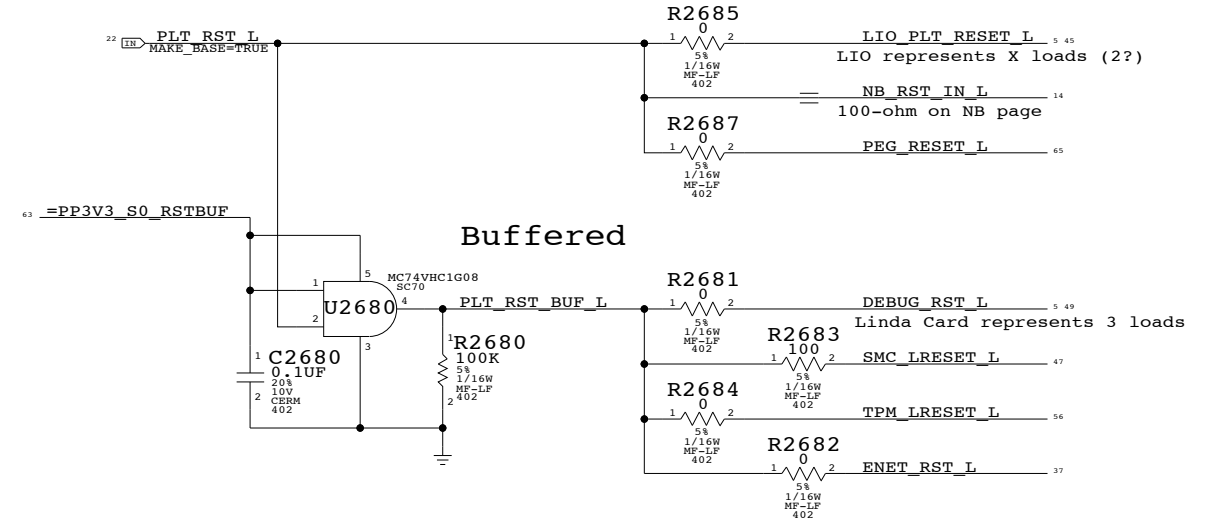 R2685
0
1
2
5%
1/16W
MF-LF
402
22 IN PLT_RST_L
MAKE_BASE=TRUE
LIO_PLT_RESET_L 5 45
LIO represents X loads (2?)
NB_RST_IN_L 14
100-ohm on NB page
R2687
0
1
2
5%
1/16W
MF-LF
402
PEG_RESET_L 65
63 =PP3V3_S0_RSTBUF
Buffered
5
MC74VHC1G08
SC70
1
2
U2680
4
3
PLT_RST_BUF_L
R2681
0
1
2
5%
1/16W
MF-LF
402
DEBUG_RST_L 5 49
Linda Card represents 3 loads
1
C2680
0.1UF
20%
10V
CERM
402
2
1
R2680
100K
5%
1/16W
MF-LF
402
2
R2683
100
1
2
5%
1/16W
MF-LF
402
SMC_LRESET_L 47
R2684
0
1
2
5%
1/16W
MF-LF
402
TPM_LRESET_L 56
R2682
0
1
2
5%
1/16W
MF-LF
402
ENET_RST_L 37